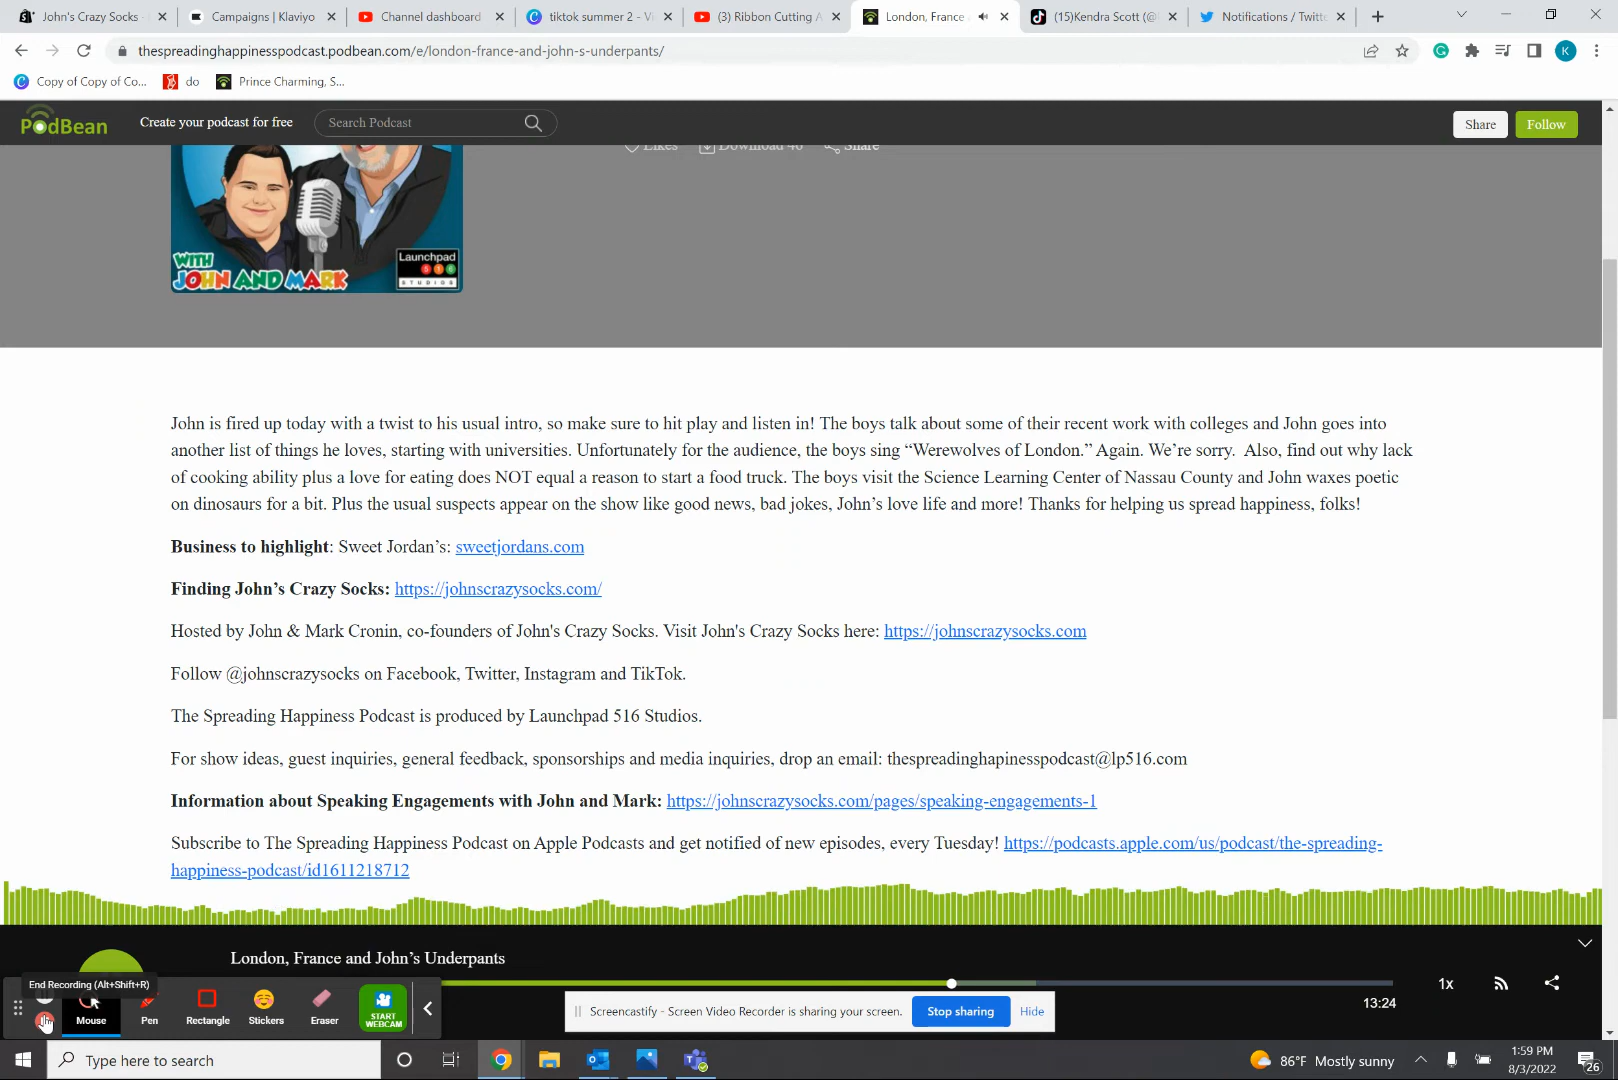 John's Crazy Socks
Campaigns | Klaviyo
Channel dashboard
tiktok summer 2 - Vi
(3) Ribbon Cutting A
London, France
(15)Kendra Scott (@
Notifications / Twitte
thespreadinghappinesspodcast.podbean.com/e/london-france-and-john-s-underpants/
K
Copy of Copy of Co...
do
Prince Charming, S...
PodBean
Create your podcast for free
Search Podcast
Share
Follow
Likes
Download 46
Share
WITH
JOHN AND MARK
Launchpad
516
STUDIOS
John is fired up today with a twist to his usual intro, so make sure to hit play and listen in! The boys talk about some of their recent work with colleges and John goes into
another list of things he loves, starting with universities. Unfortunately for the audience, the boys sing “Werewolves of London.” Again. We’re sorry.  Also, find out why lack
of cooking ability plus a love for eating does NOT equal a reason to start a food truck. The boys visit the Science Learning Center of Nassau County and John waxes poetic
on dinosaurs for a bit. Plus the usual suspects appear on the show like good news, bad jokes, John’s love life and more! Thanks for helping us spread happiness, folks!
Business to highlight: Sweet Jordan’s: sweetjordans.com
Finding John’s Crazy Socks: https://johnscrazysocks.com/
Hosted by John & Mark Cronin, co-founders of John's Crazy Socks. Visit John's Crazy Socks here: https://johnscrazysocks.com
Follow @johnscrazysocks on Facebook, Twitter, Instagram and TikTok.
The Spreading Happiness Podcast is produced by Launchpad 516 Studios.
For show ideas, guest inquiries, general feedback, sponsorships and media inquiries, drop an email: thespreadinghapinesspodcast@lp516.com
Information about Speaking Engagements with John and Mark: https://johnscrazysocks.com/pages/speaking-engagements-1
Subscribe to The Spreading Happiness Podcast on Apple Podcasts and get notified of new episodes, every Tuesday! https://podcasts.apple.com/us/podcast/the-spreading-
happiness-podcast/id1611218712
London, France and John’s Underpants
End Recording (Alt+Shift+R)
1x
13:24
Mouse
Pen
Rectangle
Stickers
Eraser
START
WEBCAM
Screencastify - Screen Video Recorder is sharing your screen.
Stop sharing
Hide
Type here to search
86°F Mostly sunny
1:59 PM
8/3/2022
26